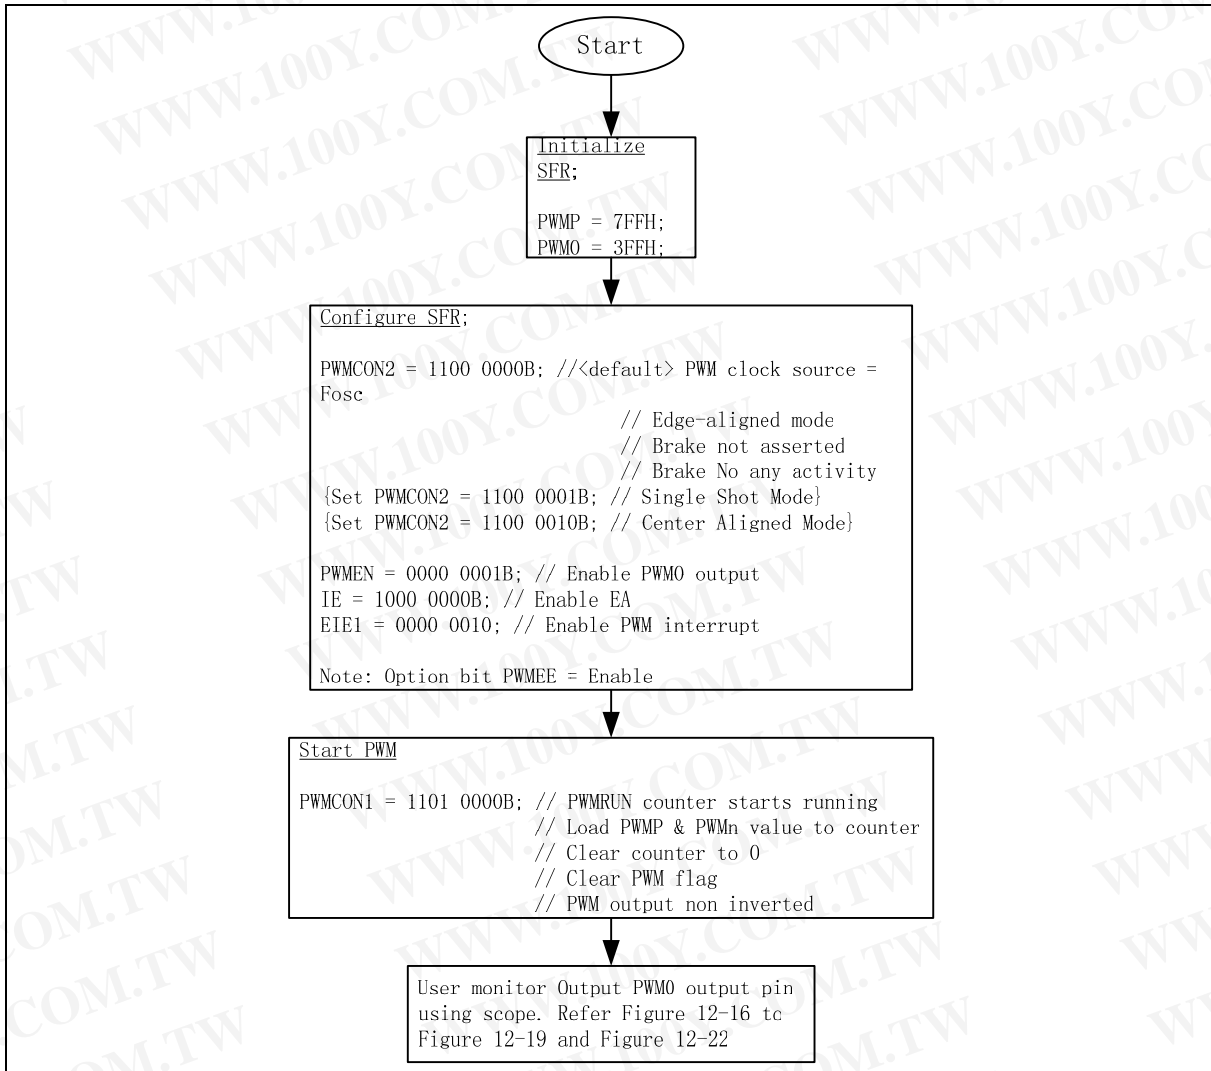 Start
Initialize
SFR;
PWMP = 7FFH;
PWM0 = 3FFH;
Configure SFR;
PWMCON2 = 1100 0000B; //<default> PWM clock source =
Fosc
// Edge-aligned mode
// Brake not asserted
// Brake No any activity
{Set PWMCON2 = 1100 0001B; // Single Shot Mode}
{Set PWMCON2 = 1100 0010B; // Center Aligned Mode}
PWMEN = 0000 0001B; // Enable PWM0 output
IE = 1000 0000B; // Enable EA
EIE1 = 0000 0010; // Enable PWM interrupt
Note: Option bit PWMEE = Enable
Start PWM
PWMCON1 = 1101 0000B; // PWMRUN counter starts running
// Load PWMP & PWMn value to counter
// Clear counter to 0
// Clear PWM flag
// PWM output non inverted
User monitor Output PWM0 output pin
using scope. Refer Figure 12-16 to
Figure 12-19 and Figure 12-22
WWW.100Y.COM.TW